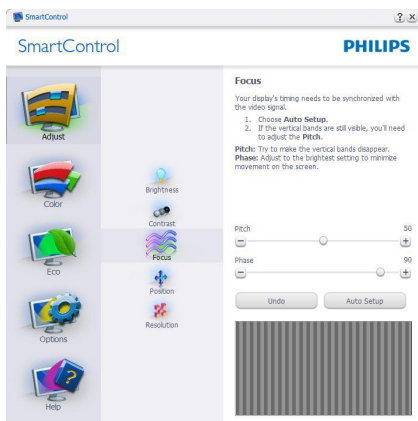 SmartControl
SmartControl
PHILIPS
Adjust
Color
Eco
Options
Help
Brightness
Contrast
Focus
Position
Resolution
Focus
Your display's timing needs to be synchronized with
the video signal.
1. Choose Auto Setup.
2. If the vertical bands are still visible, you'll need
to adjust the Pitch.
Pitch: Try to make the vertical bands disappear.
Phase: Adjust to the brightest setting to minimize
movement on the screen.
Pitch 50
Phase 90
Undo Auto Setup